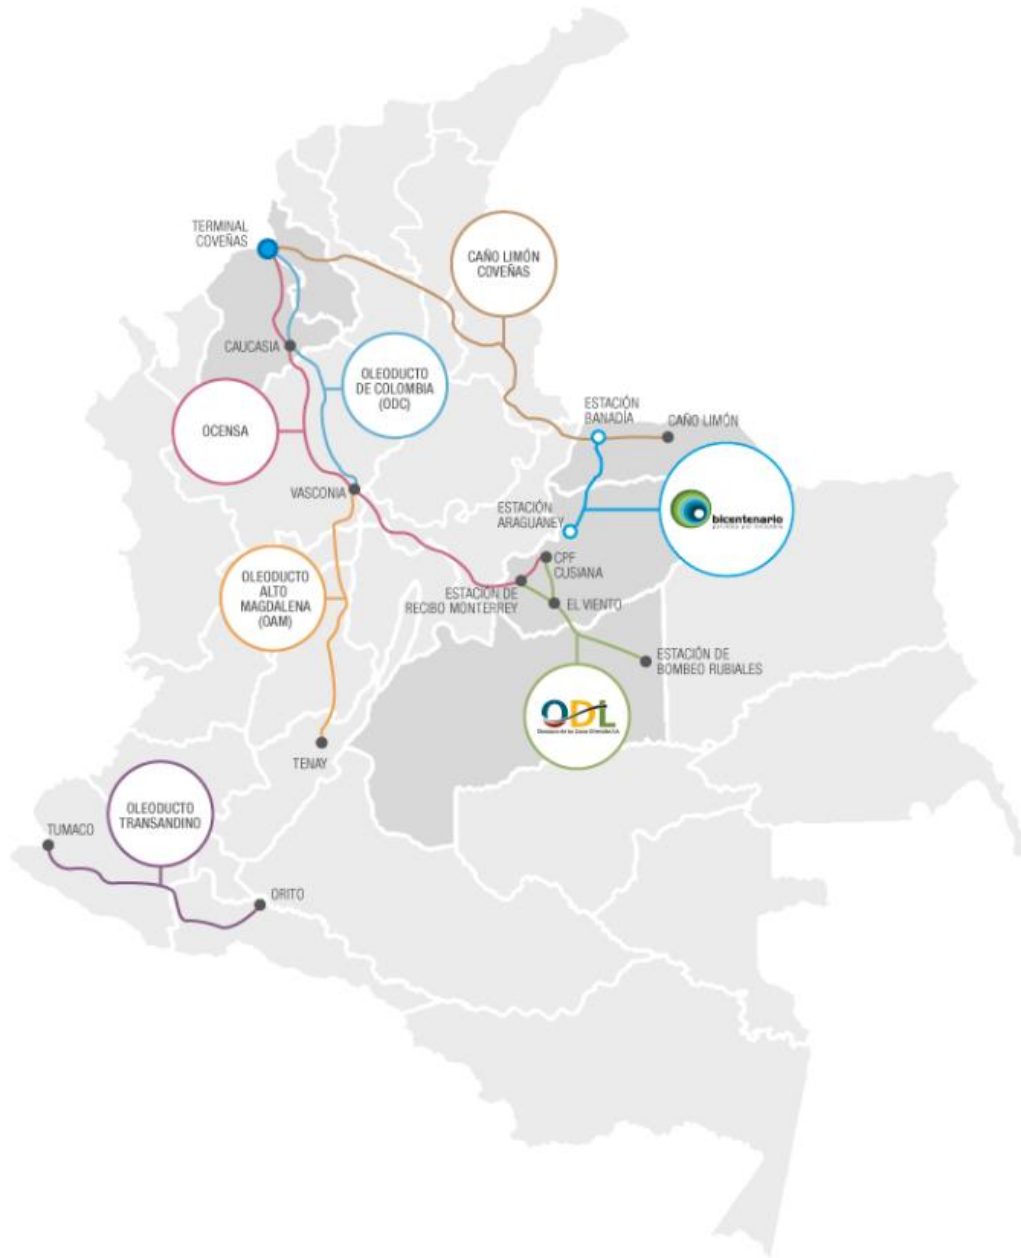 TERMINAL
COVEÑAS
CAÑO LIMÓN
COVEÑAS
CAUCASIA
OLEODUCTO
DE COLOMBIA
(ODC)
OCENSA
ESTACIÓN
BANADÍA
CAÑO LIMÓN
VASCONIA
ESTACIÓN
ARAGUANEY
bicentenario
CPF
CUSIANA
OLEODUCTO
ALTO
MAGDALENA
(OAM)
ESTACIÓN DE
RECIBO MONTERREY
EL VIENTO
ESTACIÓN DE
BOMBEO RUBIALES
ODL
TENAY
OLEODUCTO
TRANSANDINO
TUMACO
ORITO